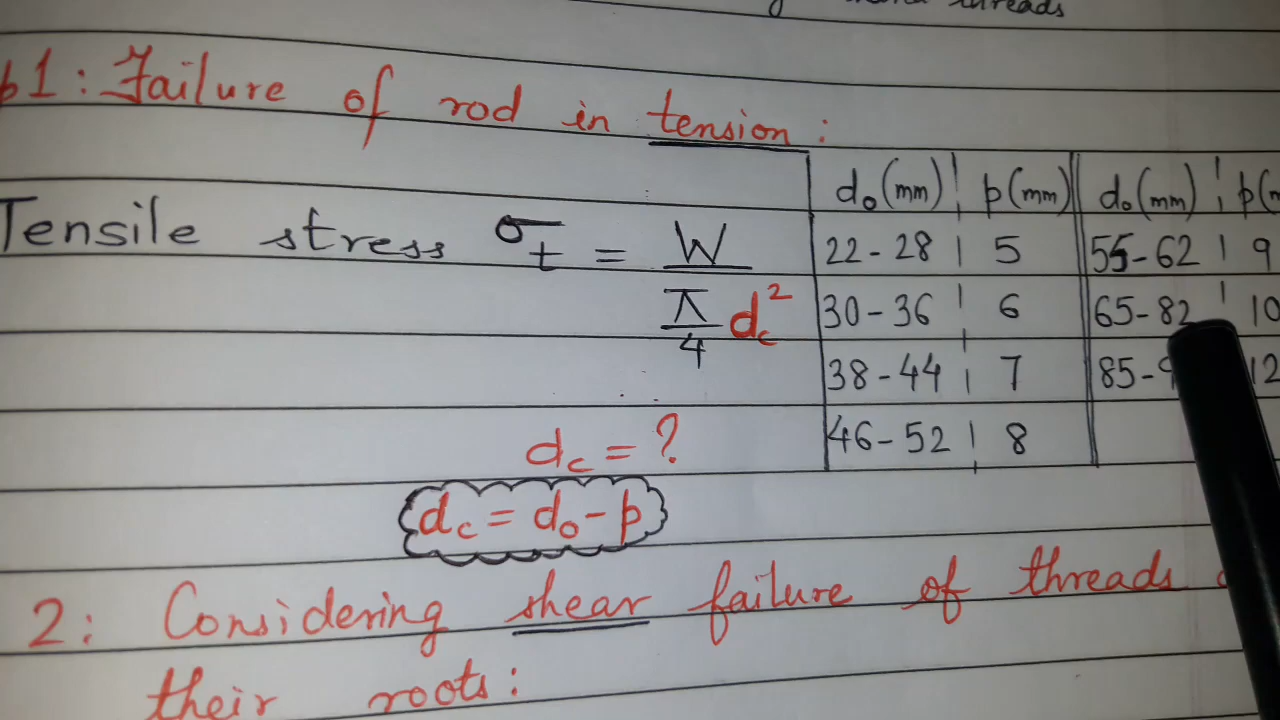 threads
1: Failure of rod in tension:
d₀(mm) p(mm) d₀(mm) p(m
Tensile stress σt = W / π/4 dc²
22-28 5 55-62 9
30-36 6 65-82 10
38-44 7 85- 12
46-52 8
dc = ?
dc = d₀-p
2: Considering shear failure of threads
their roots: